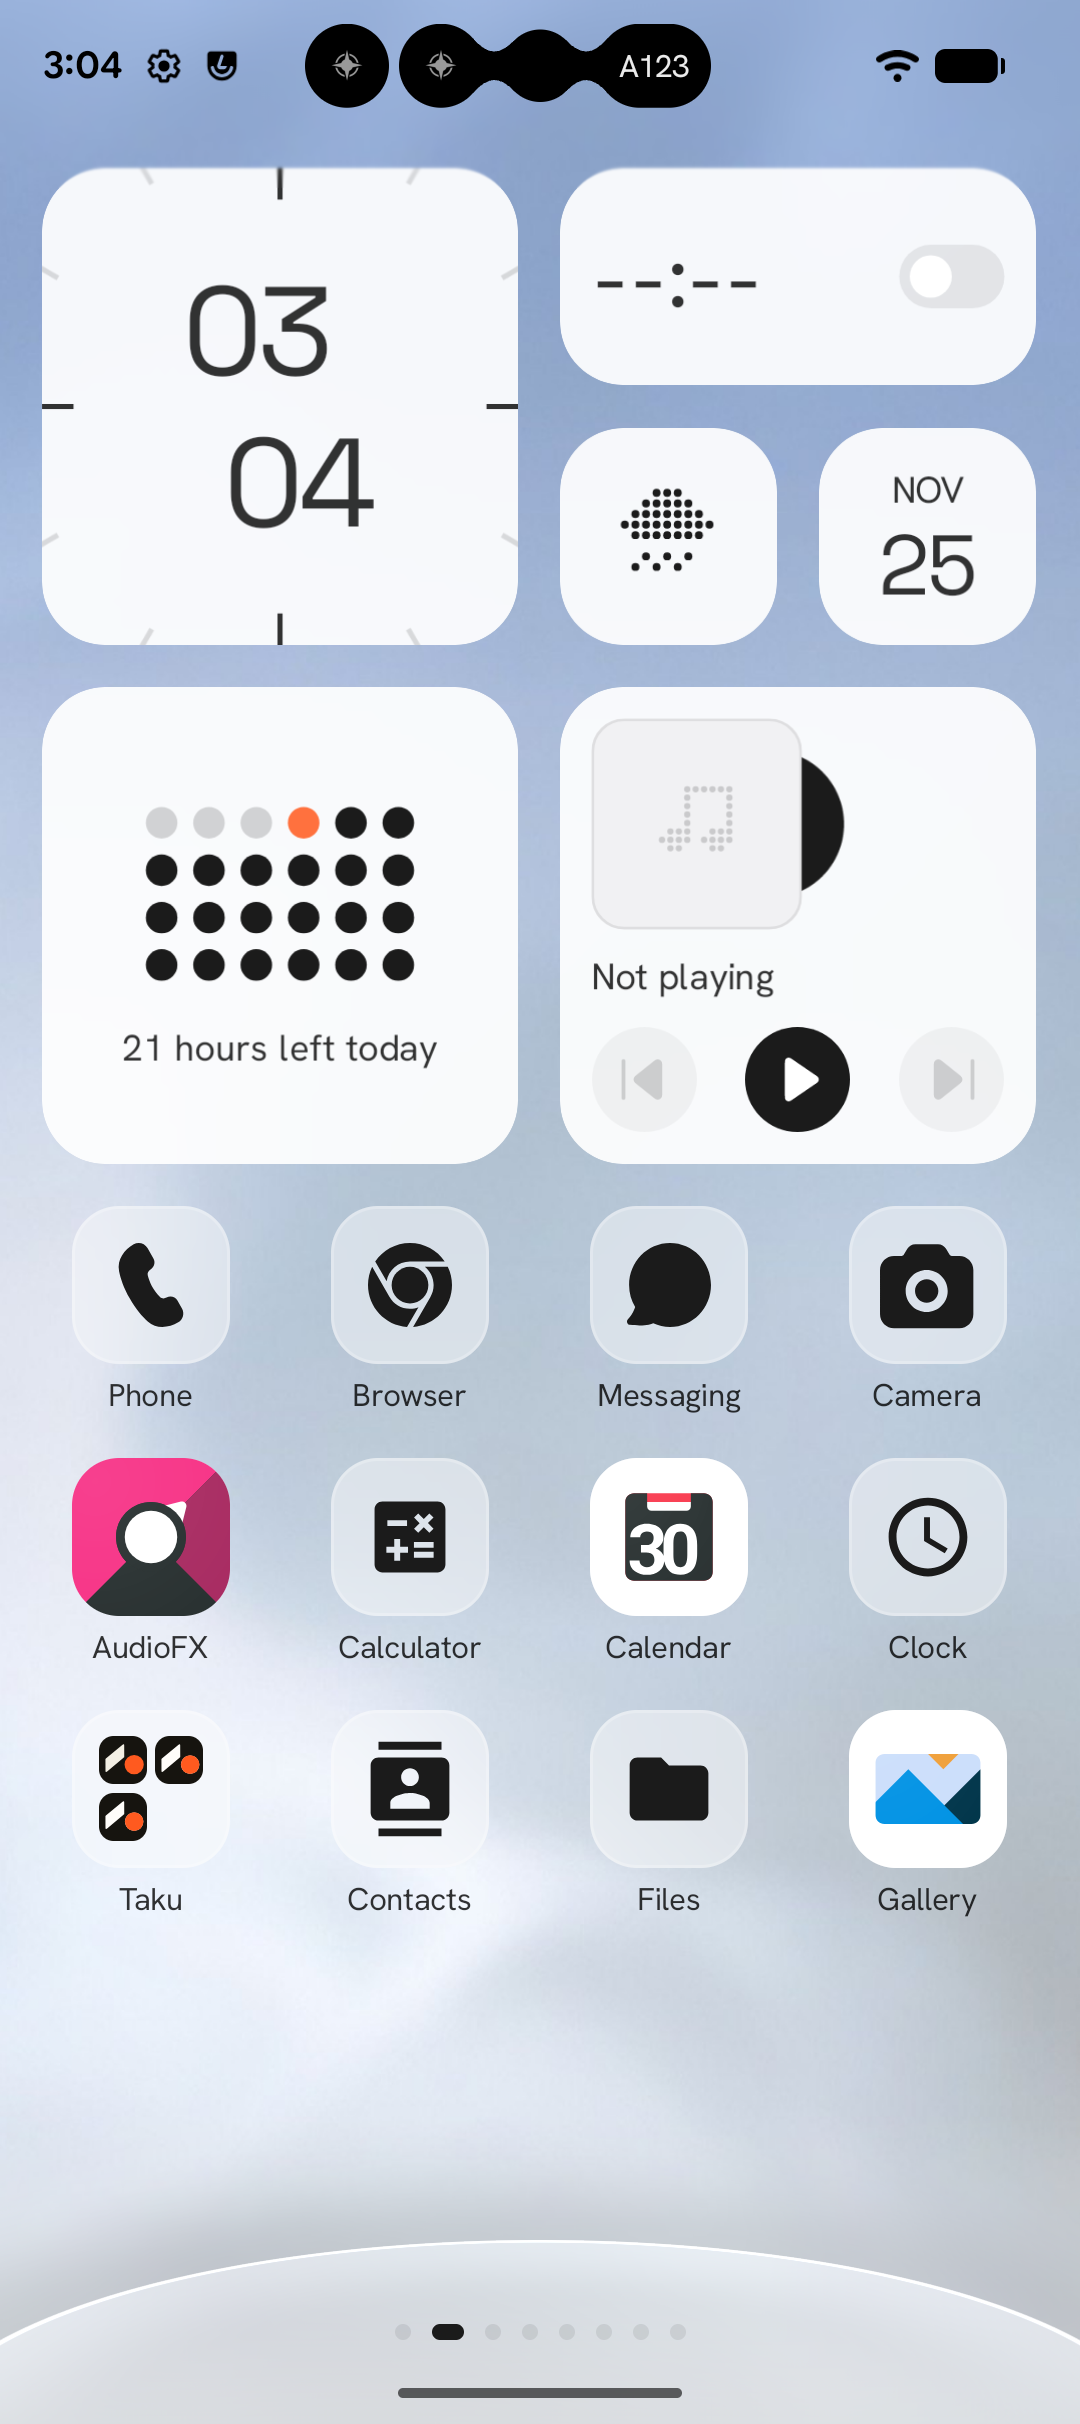 3:04
A123
03
04
--:--
NOV
25
21 hours left today
Not playing
Phone
Browser
Messaging
Camera
30
AudioFX
Calculator
Calendar
Clock
Taku
Contacts
Files
Gallery